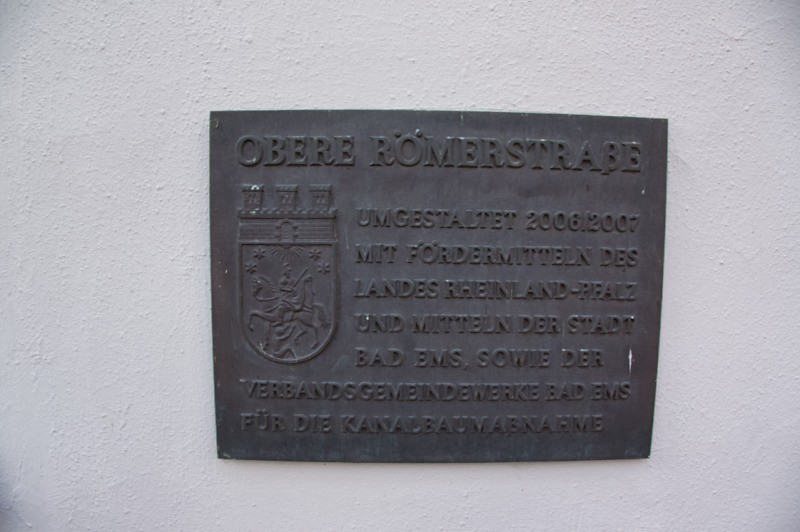 OBERE RÖMERSTRAßE
UMGESTALTET 2006/2007
MIT FÖRDERMITTELN DES
LANDES RHEINLAND-PFALZ
UND MITTELN DER STADT
BAD EMS, SOWIE DER
VERBANDSGEMEINDEWERKE BAD EMS
FÜR DIE KANALBAUMAßNAHME